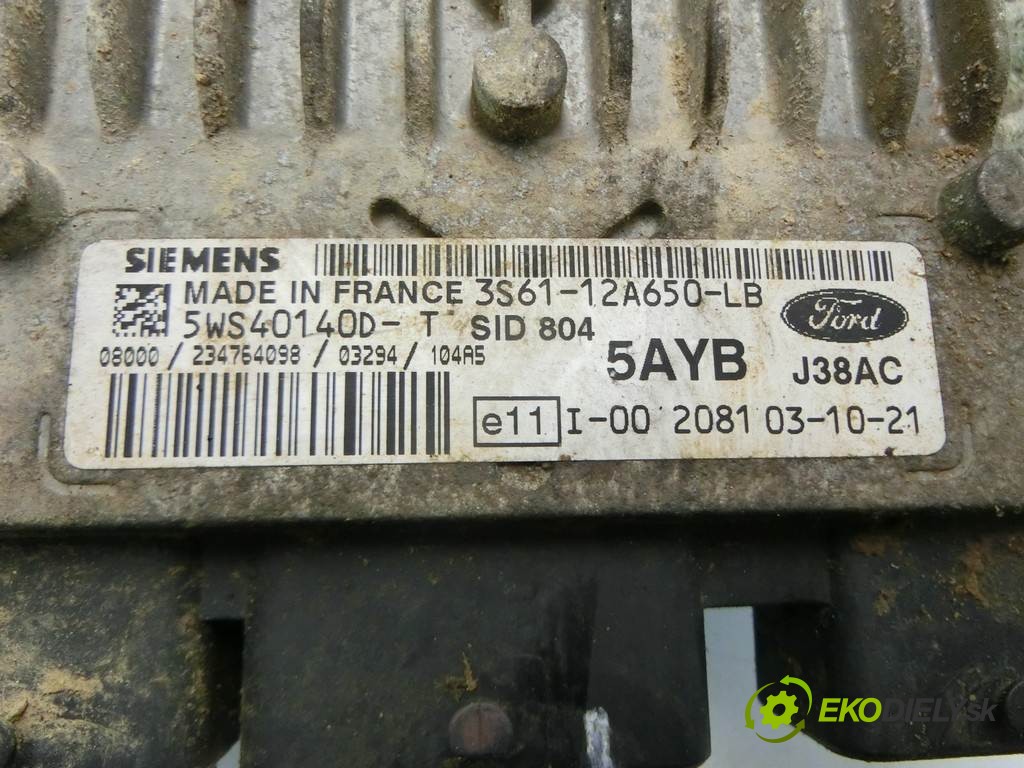 SIEMENS
MADE IN FRANCE 3S61-12A650-LB
5WS40140D-T SID 804
Ford
08000/234764098/03294/104A5
5AYB J38AC
e11 I-00 2081 03-10-21
EKODIELY.sk